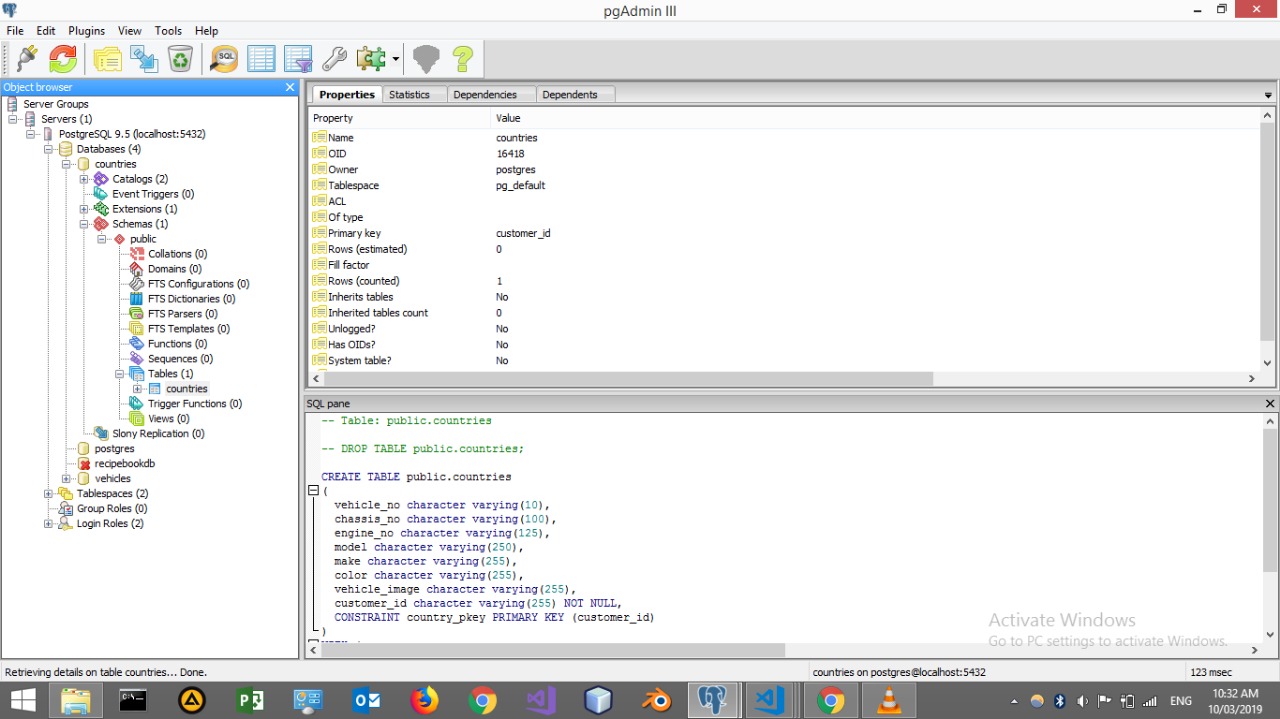 pgAdmin III
File Edit Plugins View Tools Help
SQL
Object browser
Server Groups
Servers (1)
PostgreSQL 9.5 (localhost:5432)
Databases (4)
countries
Catalogs (2)
Event Triggers (0)
Extensions (1)
Schemas (1)
public
Collations (0)
Domains (0)
FTS Configurations (0)
FTS Dictionaries (0)
FTS Parsers (0)
FTS Templates (0)
Functions (0)
Sequences (0)
Tables (1)
countries
Trigger Functions (0)
Views (0)
Slony Replication (0)
postgres
recipebookdb
vehicles
Tablespaces (2)
Group Roles (0)
Login Roles (2)
Properties Statistics Dependencies Dependents
Property Value
Name countries
OID 16418
Owner postgres
Tablespace pg_default
ACL
Of type
Primary key customer_id
Rows (estimated) 0
Fill factor
Rows (counted) 1
Inherits tables No
Inherited tables count 0
Unlogged? No
Has OIDs? No
System table? No
SQL pane
-- Table: public.countries
-- DROP TABLE public.countries;
CREATE TABLE public.countries
(
vehicle_no character varying(10),
chassis_no character varying(100),
engine_no character varying(125),
model character varying(250),
make character varying(255),
color character varying(255),
vehicle_image character varying(255),
customer_id character varying(255) NOT NULL,
CONSTRAINT country_pkey PRIMARY KEY (customer_id)
)
Activate Windows
Go to PC settings to activate Windows.
Retrieving details on table countries... Done. countries on postgres@localhost:5432 123 msec
ENG 10:32 AM
10/03/2019